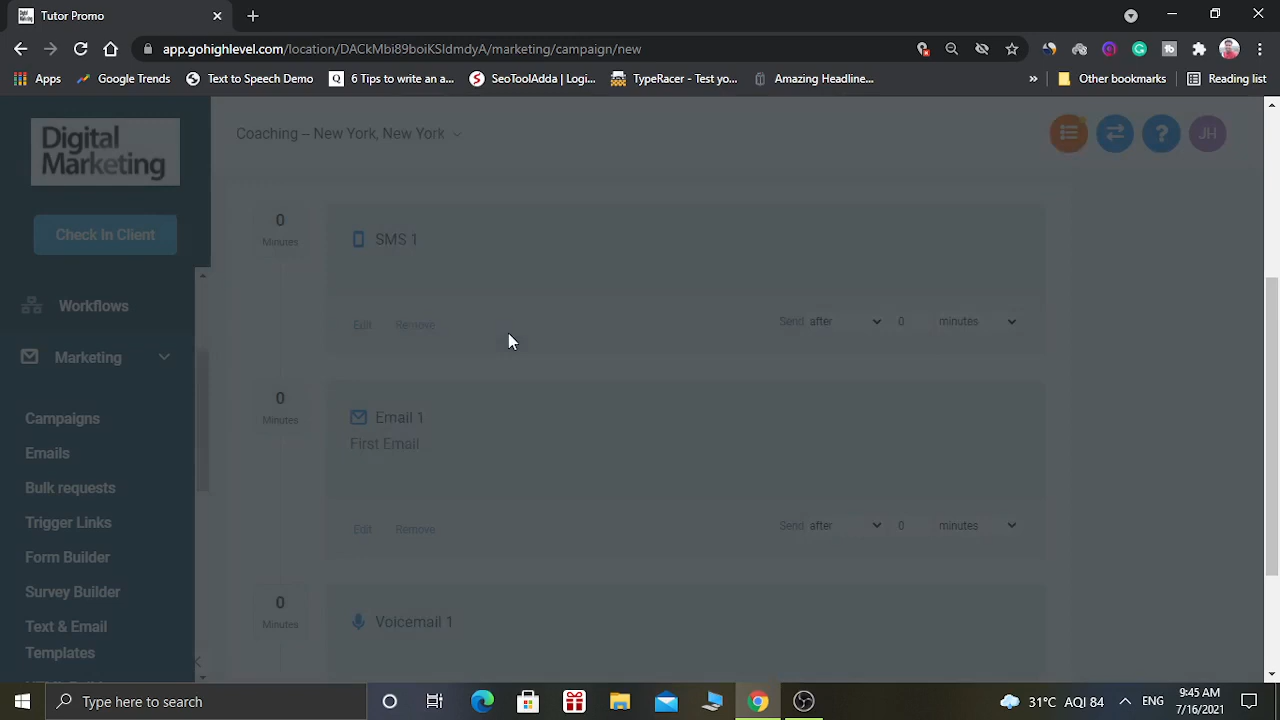 Tutor Promo
app.gohighlevel.com/location/DACkMbi89boiKSIdmdyA/marketing/campaign/new
Apps
Google Trends
Text to Speech Demo
6 Tips to write an a...
SeoToolAdda | Logi...
TypeRacer - Test yo...
Amazing Headline...
»
Other bookmarks
Reading list
Digital
Marketing
Coaching – New York, New York
?
JH
Check In Client
Workflows
Marketing
Campaigns
Emails
Bulk requests
Trigger Links
Form Builder
Survey Builder
Text & Email
Templates
0
Minutes
SMS 1
Edit
Remove
Send after 0 minutes
0
Minutes
Email 1
First Email
Edit
Remove
Send after 0 minutes
0
Minutes
Voicemail 1
Type here to search
31°C AQI 84
ENG
9:45 AM
7/16/2021